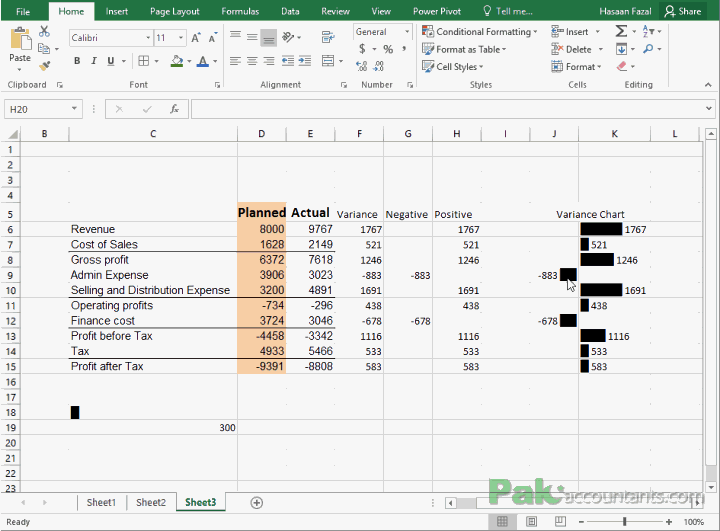 File Home Insert Page Layout Formulas Data Review View Power Pivot Tell me... Hasaan Fazal Share
Calibri 11 General Conditional Formatting Insert
Paste B I U $ % , Format as Table Delete
Cell Styles Format
Clipboard Font Alignment Number Styles Cells Editing
H20 fx
B C D E F G H I J K L
1
2
3
4
5 Planned Actual Variance Negative Positive Variance Chart
6 Revenue 8000 9767 1767 1767 1767
7 Cost of Sales 1628 2149 521 521 521
8 Gross profit 6372 7618 1246 1246 1246
9 Admin Expense 3906 3023 -883 -883 -883
10 Selling and Distribution Expense 3200 4891 1691 1691 1691
11 Operating profits -734 -296 438 438 438
12 Finance cost 3724 3046 -678 -678 -678
13 Profit before Tax -4458 -3342 1116 1116 1116
14 Tax 4933 5466 533 533 533
15 Profit after Tax -9391 -8808 583 583 583
16
17
18
19 300
20
21
22
23
Pakaccountants.com
Sheet1 Sheet2 Sheet3
Ready 100%